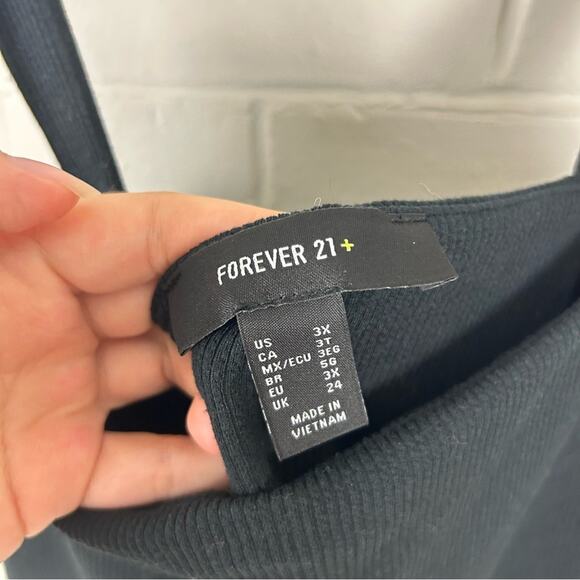 FOREVER 21+
US 3X
CA 3T
MX/ECU 3EG
BR 5G
EU 3X
UK 24
MADE IN
VIETNAM